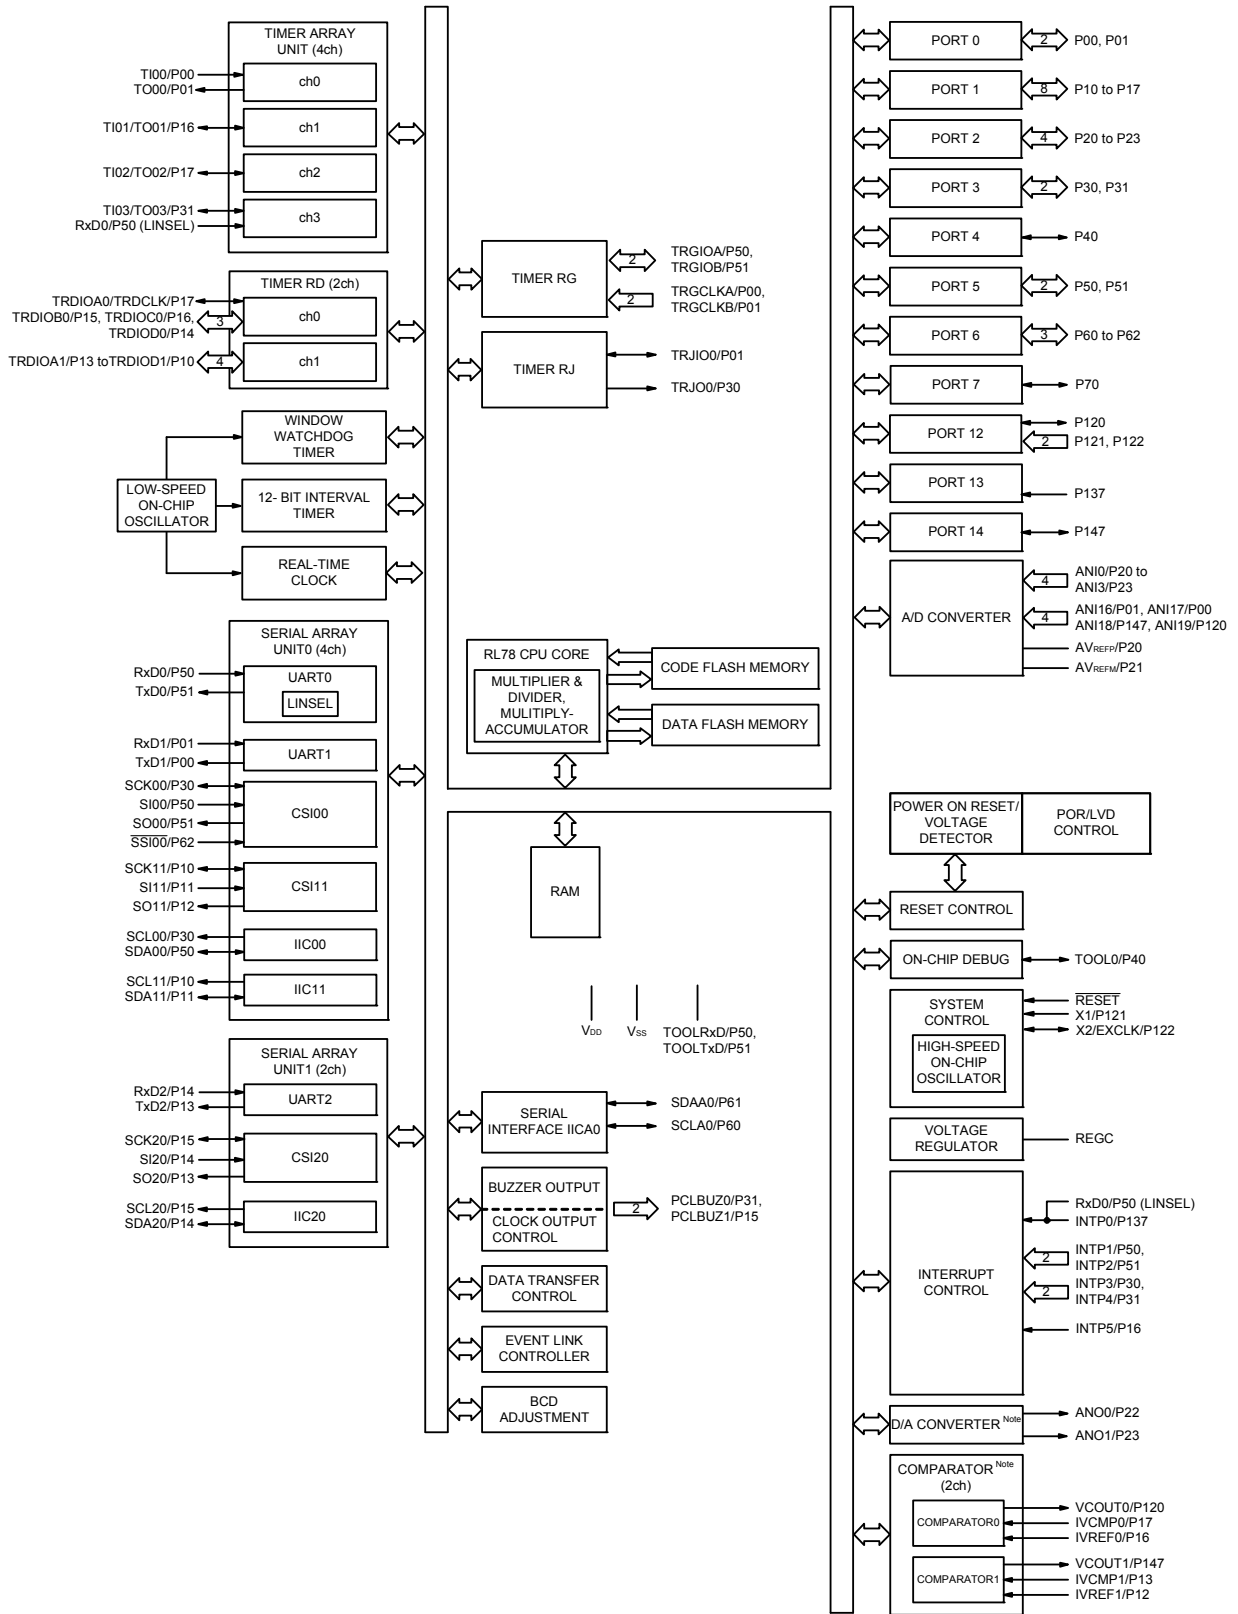 TIMER ARRAY
UNIT (4ch)
TI00/P00
TO00/P01
ch0
TI01/TO01/P16
ch1
TI02/TO02/P17
ch2
TI03/TO03/P31
RxD0/P50 (LINSEL)
ch3
TIMER RD (2ch)
TRDIOA0/TRDCLK/P17
TRDIOB0/P15, TRDIOC0/P16,
TRDIOD0/P14
3
ch0
TRDIOA1/P13 toTRDIOD1/P10
4
ch1
WINDOW
WATCHDOG
TIMER
LOW-SPEED
ON-CHIP
OSCILLATOR
12- BIT INTERVAL
TIMER
REAL-TIME
CLOCK
SERIAL ARRAY
UNIT0 (4ch)
RxD0/P50
TxD0/P51
UART0
LINSEL
RxD1/P01
TxD1/P00
UART1
SCK00/P30
SI00/P50
SO00/P51
SSI00/P62
CSI00
SCK11/P10
SI11/P11
SO11/P12
CSI11
SCL00/P30
SDA00/P50
IIC00
SCL11/P10
SDA11/P11
IIC11
SERIAL ARRAY
UNIT1 (2ch)
RxD2/P14
TxD2/P13
UART2
SCK20/P15
SI20/P14
SO20/P13
CSI20
SCL20/P15
SDA20/P14
IIC20
TIMER RG
2
TRGIOA/P50,
TRGIOB/P51
2
TRGCLKA/P00,
TRGCLKB/P01
TIMER RJ
TRJIO0/P01
TRJO0/P30
RL78 CPU CORE
MULTIPLIER &
DIVIDER,
MULITIPLY-
ACCUMULATOR
CODE FLASH MEMORY
DATA FLASH MEMORY
RAM
VDD
VSS
TOOLRxD/P50,
TOOLTxD/P51
SERIAL
INTERFACE IICA0
SDAA0/P61
SCLA0/P60
BUZZER OUTPUT
CLOCK OUTPUT
CONTROL
2
PCLBUZ0/P31,
PCLBUZ1/P15
DATA TRANSFER
CONTROL
EVENT LINK
CONTROLLER
BCD
ADJUSTMENT
PORT 0
2
P00, P01
PORT 1
8
P10 to P17
PORT 2
4
P20 to P23
PORT 3
2
P30, P31
PORT 4
P40
PORT 5
2
P50, P51
PORT 6
3
P60 to P62
PORT 7
P70
PORT 12
P120
2
P121, P122
PORT 13
P137
PORT 14
P147
A/D CONVERTER
4
ANI0/P20 to
ANI3/P23
4
ANI16/P01, ANI17/P00
ANI18/P147, ANI19/P120
AVREFP/P20
AVREFM/P21
POWER ON RESET/
VOLTAGE
DETECTOR
POR/LVD
CONTROL
RESET CONTROL
ON-CHIP DEBUG
TOOL0/P40
SYSTEM
CONTROL
HIGH-SPEED
ON-CHIP
OSCILLATOR
RESET
X1/P121
X2/EXCLK/P122
VOLTAGE
REGULATOR
REGC
INTERRUPT
CONTROL
RxD0/P50 (LINSEL)
INTP0/P137
2
INTP1/P50,
INTP2/P51
2
INTP3/P30,
INTP4/P31
INTP5/P16
D/A CONVERTER Note
ANO0/P22
ANO1/P23
COMPARATOR Note
(2ch)
COMPARATOR0
VCOUT0/P120
IVCMP0/P17
IVREF0/P16
COMPARATOR1
VCOUT1/P147
IVCMP1/P13
IVREF1/P12